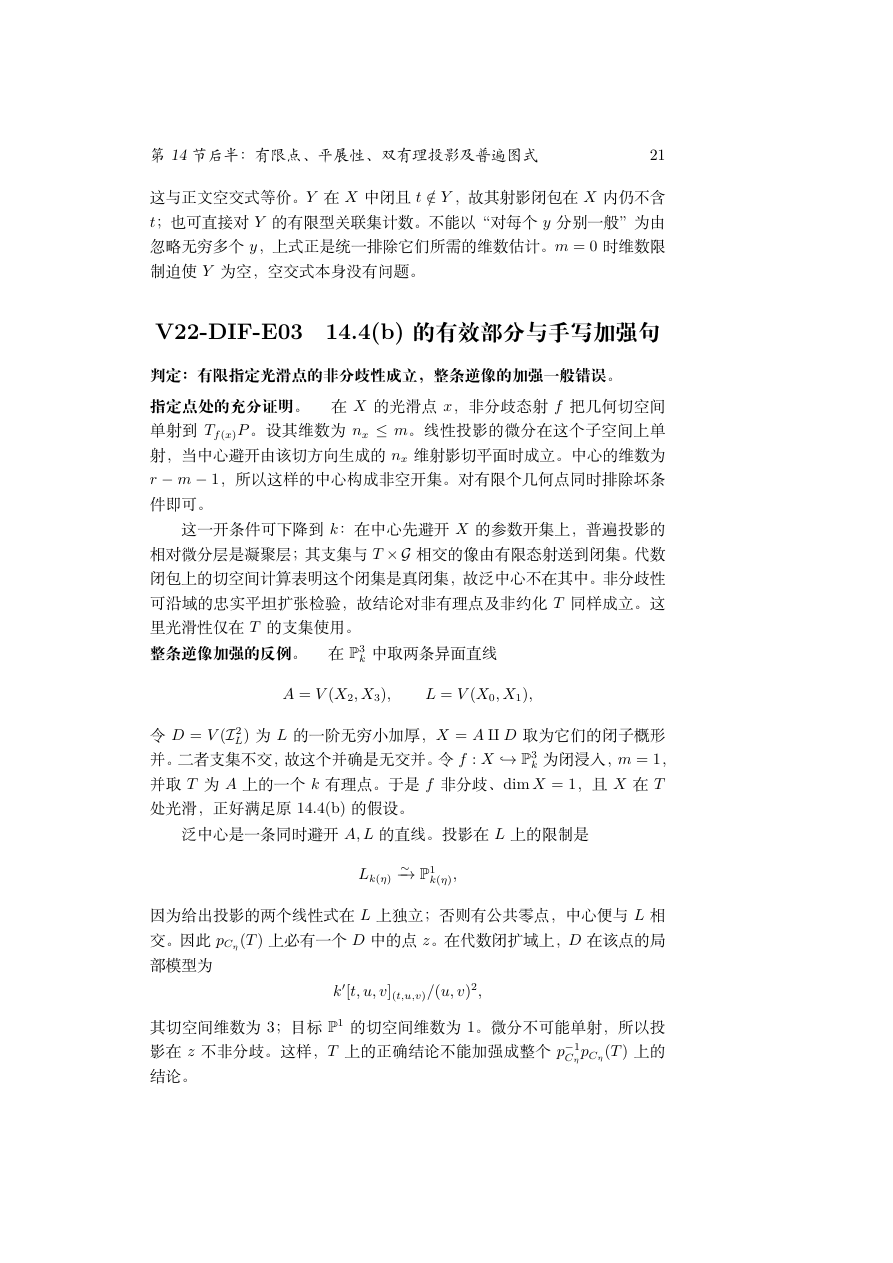 第 14 节后半：有限点、平展性、双有理投影及普遍图式 21
这与正文空交式等价。Y 在 X 中闭且 t ∉ Y，故其射影闭包在 X 内仍不含
t；也可直接对 Y 的有限型关联集计数。不能以 “对每个 y 分别一般” 为由
忽略无穷多个 y，上式正是统一排除它们所需的维数估计。m = 0 时维数限
制迫使 Y 为空，空交式本身没有问题。
V22-DIF-E03 14.4(b) 的有效部分与手写加强句
判定：有限指定光滑点的非分歧性成立，整条逆像的加强一般错误。
指定点处的充分证明。 在 X 的光滑点 x，非分歧态射 f 把几何切空间
单射到 T_{f(x)}P。设其维数为 n_x ≤ m。线性投影的微分在这个子空间上单
射，当中心避开由该切方向生成的 n_x 维射影切平面时成立。中心的维数为
r − m − 1，所以这样的中心构成非空开集。对有限个几何点同时排除坏条
件即可。
这一开条件可下降到 k：在中心先避开 X 的参数开集上，普遍投影的
相对微分层是凝聚层；其支集与 T × 𝒢 相交的像由有限态射送到闭集。代数
闭包上的切空间计算表明这个闭集是真闭集，故泛中心不在其中。非分歧性
可沿域的忠实平坦扩张检验，故结论对非有理点及非约化 T 同样成立。这
里光滑性仅在 T 的支集使用。
整条逆像加强的反例。 在 ℙ³_k 中取两条异面直线
A = V(X₂, X₃), L = V(X₀, X₁),
令 D = V(ℐ²_L) 为 L 的一阶无穷小加厚，X = A ⨿ D 取为它们的闭子概形
并。二者支集不交，故这个并确是无交并。令 f : X ↪ ℙ³_k 为闭浸入，m = 1，
并取 T 为 A 上的一个 k 有理点。于是 f 非分歧、dim X = 1，且 X 在 T
处光滑，正好满足原 14.4(b) 的假设。
泛中心是一条同时避开 A, L 的直线。投影在 L 上的限制是
L_{k(η)} ⥲ ℙ¹_{k(η)},
因为给出投影的两个线性式在 L 上独立；否则有公共零点，中心便与 L 相
交。因此 p_{C_η}(T) 上必有一个 D 中的点 z。在代数闭扩域上，D 在该点的局
部模型为
k′[t, u, v]_{(t,u,v)}/(u, v)²,
其切空间维数为 3；目标 ℙ¹ 的切空间维数为 1。微分不可能单射，所以投
影在 z 不非分歧。这样，T 上的正确结论不能加强成整个 p⁻¹_{C_η}p_{C_η}(T) 上的
结论。